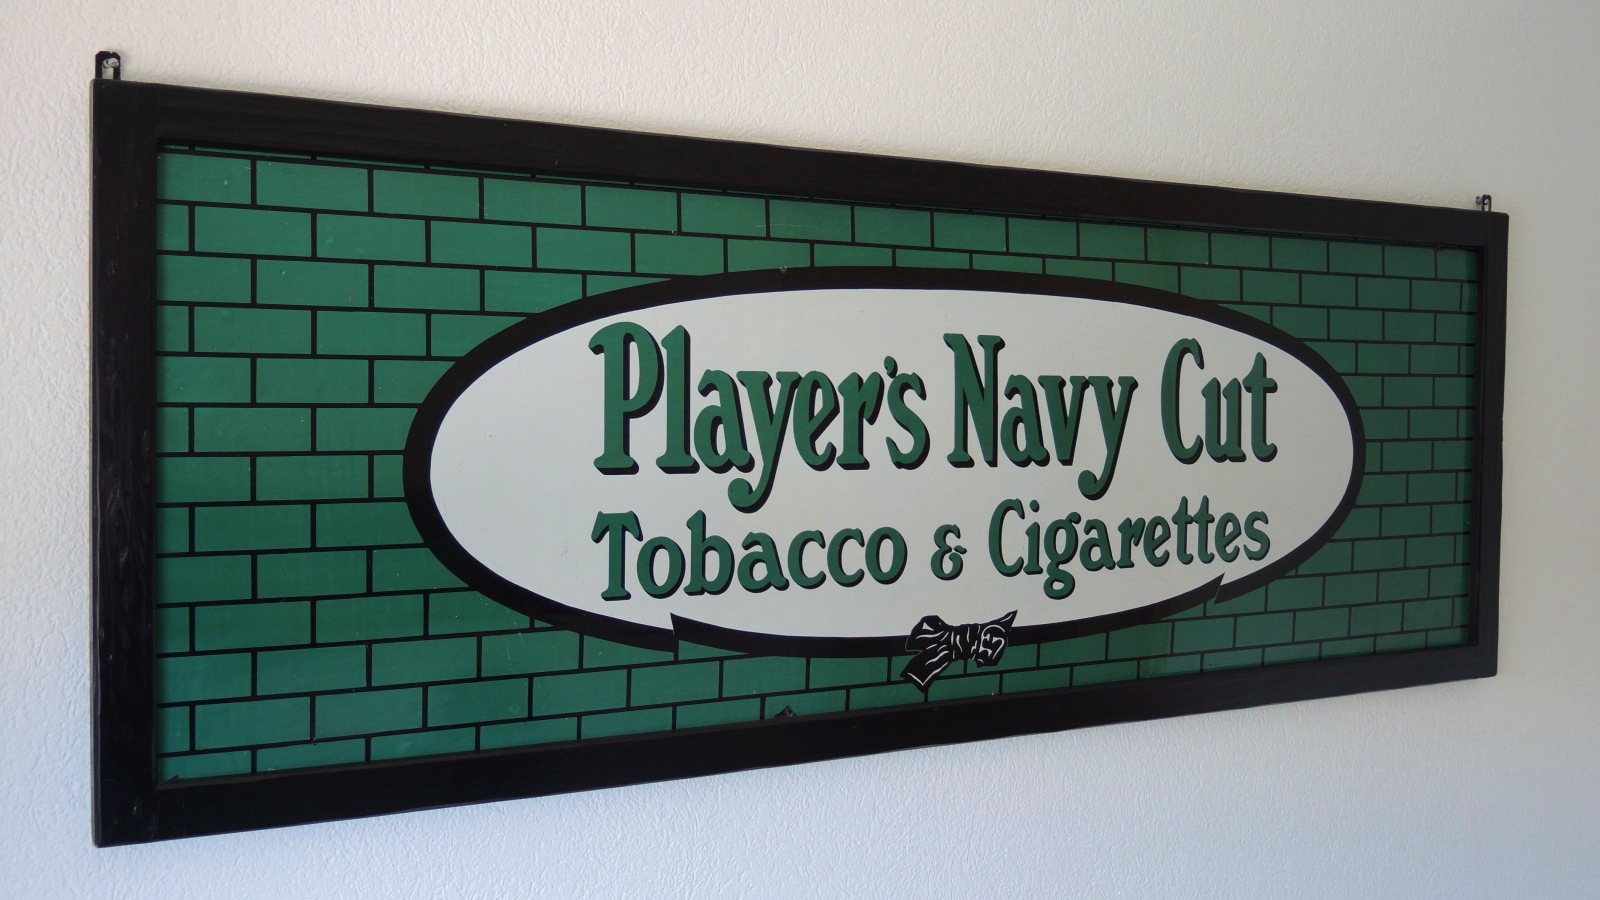 Player's Navy Cut
Tobacco & Cigarettes